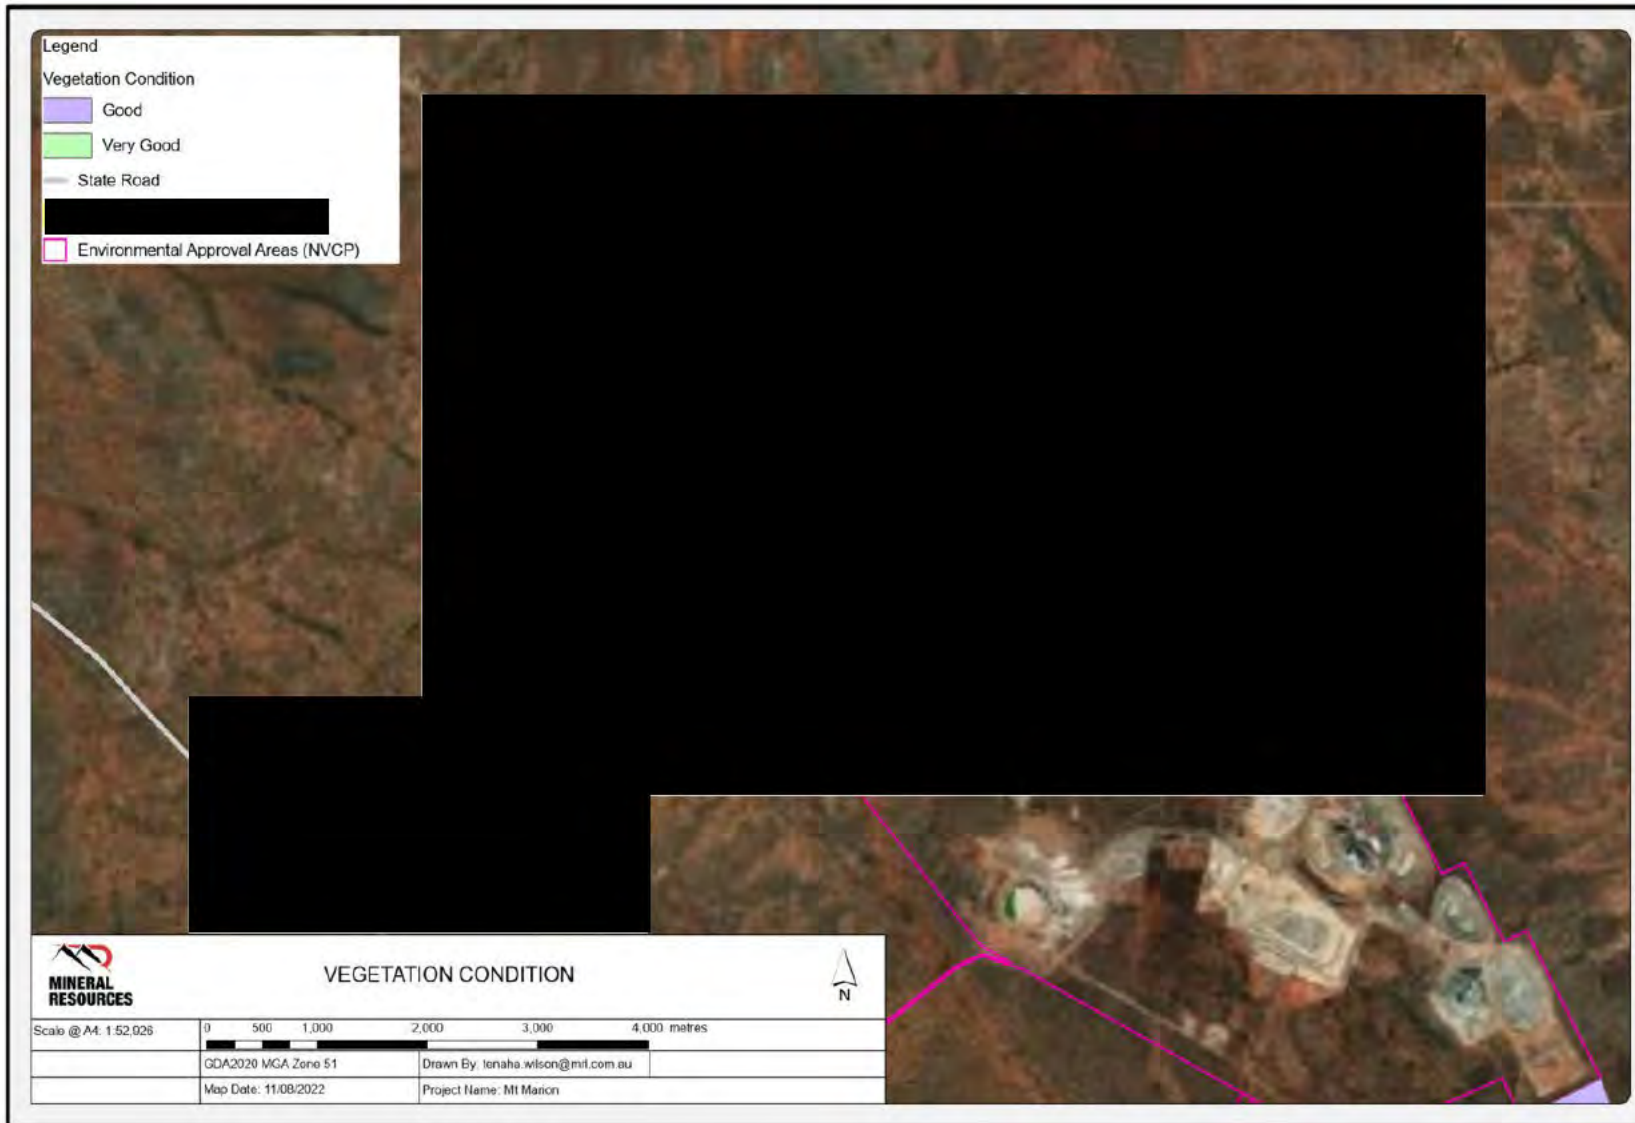 Legend
Vegetation Condition
Good
Very Good
State Road
Environmental Approval Areas (NVCP)
MINERAL
RESOURCES
VEGETATION CONDITION
N
Scale @ A4: 1:52,926
0 500 1,000 2,000 3,000 4,000 metres
GDA2020 MGA Zone 51
Drawn By: tenaha.wilson@mrl.com.au
Map Date: 11/08/2022
Project Name: Mt Marion